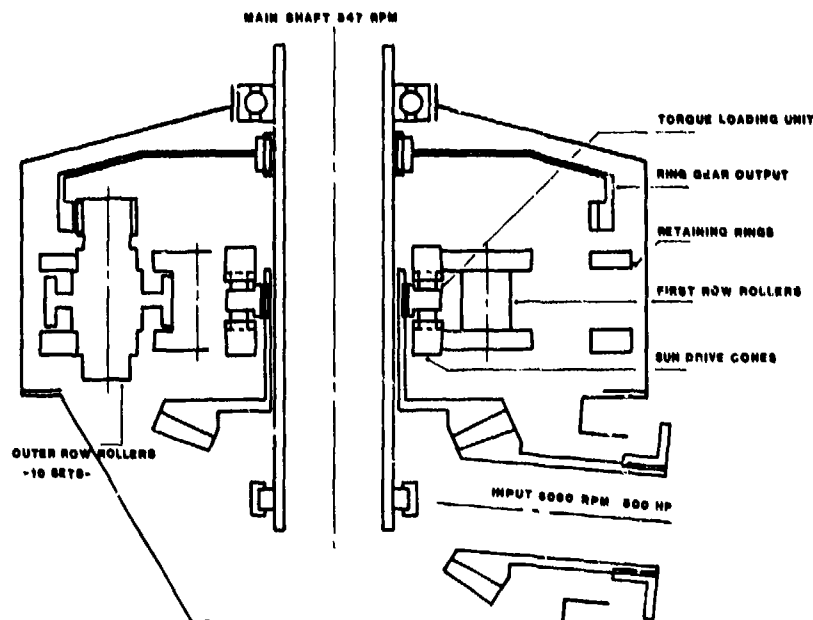 MAIN SHAFT 347 RPM
TORQUE LOADING UNIT
RING GEAR OUTPUT
RETAINING RINGS
FIRST ROW ROLLERS
SUN DRIVE CONES
OUTER ROW ROLLERS
-10 SETS-
INPUT RPM 500 HP